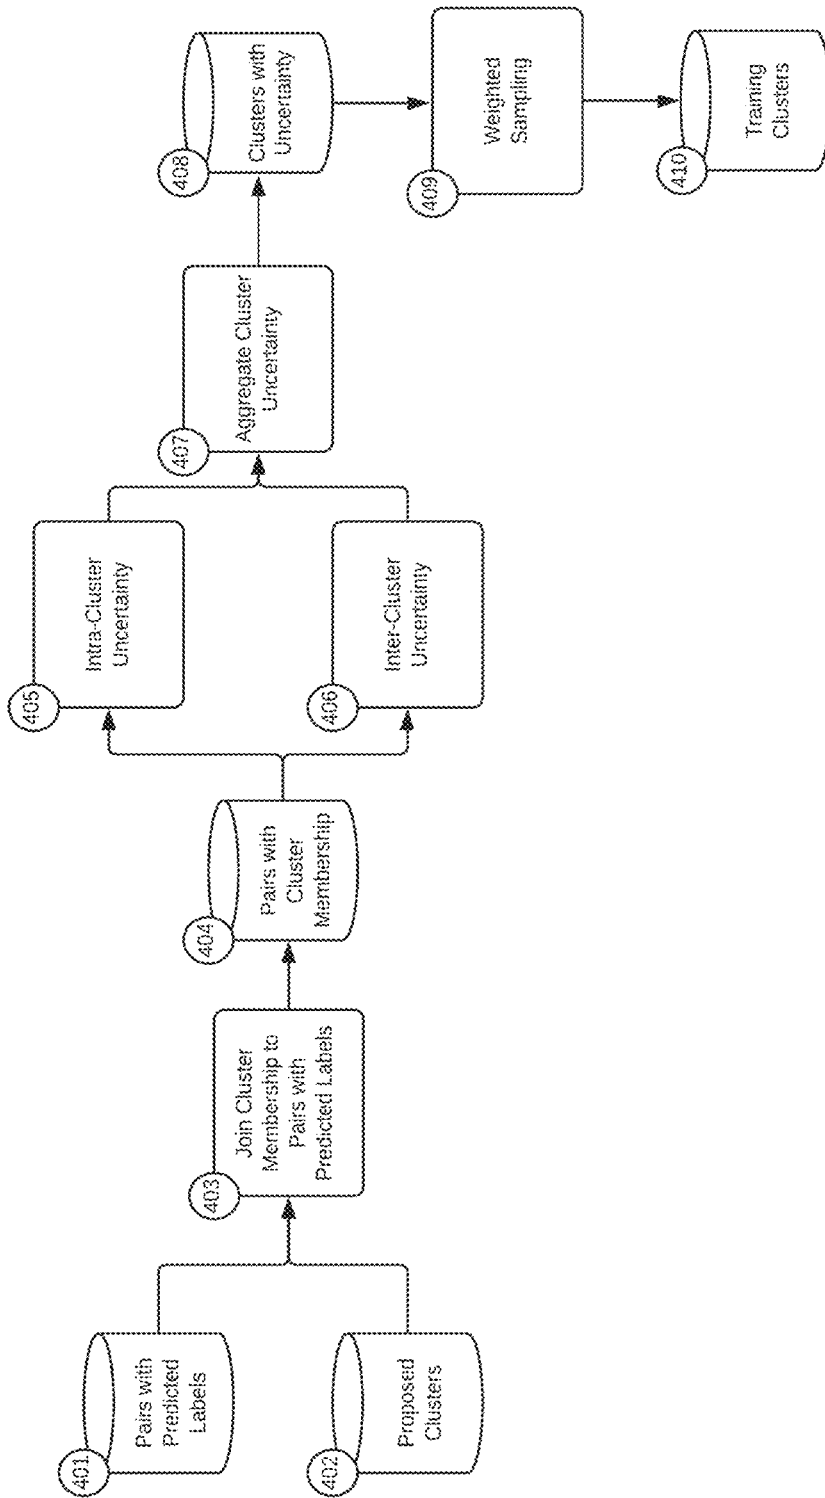 401
Pairs with
Predicted
Labels
402
Proposed
Clusters
403
Join Cluster
Membership to
Pairs with
Predicted Labels
404
Pairs with
Cluster
Membership
405
Intra-Cluster
Uncertainty
406
Inter-Cluster
Uncertainty
407
Aggregate Cluster
Uncertainty
408
Clusters with
Uncertainty
409
Weighted
Sampling
410
Training
Clusters